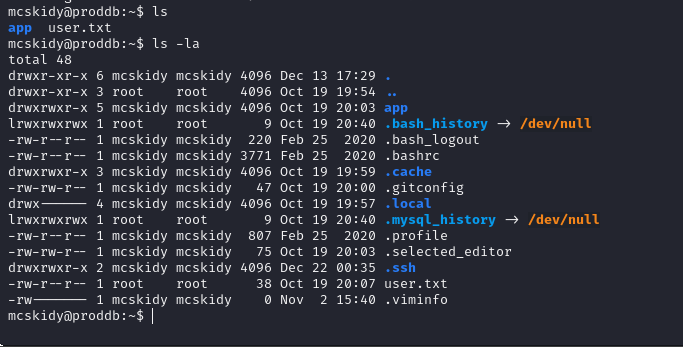 mcskidy@proddb:~$ ls
app  user.txt
mcskidy@proddb:~$ ls -la
total 48
drwxr-xr-x 6 mcskidy mcskidy 4096 Dec 13 17:29 .
drwxr-xr-x 3 root    root    4096 Oct 19 19:54 ..
drwxrwxr-x 5 mcskidy mcskidy 4096 Oct 19 20:03 app
lrwxrwxrwx 1 root    root       9 Oct 19 20:40 .bash_history -> /dev/null
-rw-r--r-- 1 mcskidy mcskidy  220 Feb 25  2020 .bash_logout
-rw-r--r-- 1 mcskidy mcskidy 3771 Feb 25  2020 .bashrc
drwxrwxr-x 3 mcskidy mcskidy 4096 Oct 19 19:59 .cache
-rw-rw-r-- 1 mcskidy mcskidy   47 Oct 19 20:00 .gitconfig
drwx------ 4 mcskidy mcskidy 4096 Oct 19 19:57 .local
lrwxrwxrwx 1 root    root       9 Oct 19 20:40 .mysql_history -> /dev/null
-rw-r--r-- 1 mcskidy mcskidy  807 Feb 25  2020 .profile
-rw-rw-r-- 1 mcskidy mcskidy   75 Oct 19 20:03 .selected_editor
drwxrwxr-x 2 mcskidy mcskidy 4096 Dec 22 00:35 .ssh
-rw-r--r-- 1 root    root      38 Oct 19 20:07 user.txt
-rw------- 1 mcskidy mcskidy    0 Nov  2 15:40 .viminfo
mcskidy@proddb:~$